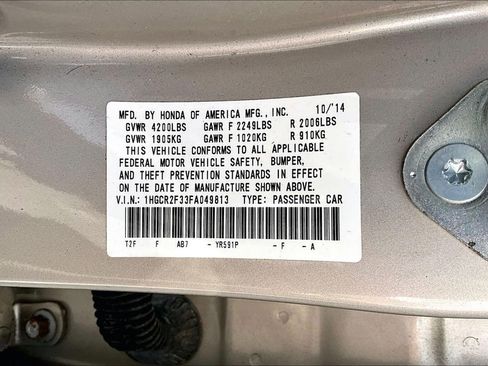 MFD. BY HONDA OF AMERICA MFG., INC. 10/'14
GVWR 4200LBS GAWR F 2249LBS R 2006LBS
GVWR 1905KG GAWR F 1020KG R 910KG
THIS VEHICLE CONFORMS TO ALL APPLICABLE
FEDERAL MOTOR VEHICLE SAFETY, BUMPER,
AND THEFT PREVENTION STANDARDS IN EFFECT
ON THE DATE OF MANUFACTURE SHOWN ABOVE.
V.I.N.: 1HGCR2F33FA049813 TYPE: PASSENGER CAR
T2F F AB7 -YR591P -F -A